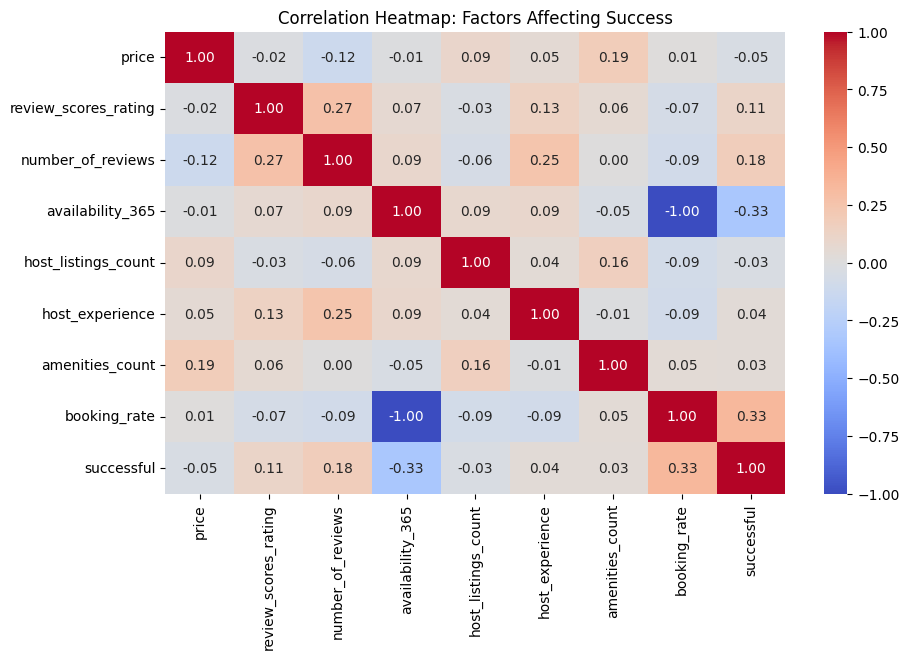 Correlation Heatmap: Factors Affecting Success
price 1.00 -0.02 -0.12 -0.01 0.09 0.05 0.19 0.01 -0.05
review_scores_rating -0.02 1.00 0.27 0.07 -0.03 0.13 0.06 -0.07 0.11
number_of_reviews -0.12 0.27 1.00 0.09 -0.06 0.25 0.00 -0.09 0.18
availability_365 -0.01 0.07 0.09 1.00 0.09 0.09 -0.05 -1.00 -0.33
host_listings_count 0.09 -0.03 -0.06 0.09 1.00 0.04 0.16 -0.09 -0.03
host_experience 0.05 0.13 0.25 0.09 0.04 1.00 -0.01 -0.09 0.04
amenities_count 0.19 0.06 0.00 -0.05 0.16 -0.01 1.00 0.05 0.03
booking_rate 0.01 -0.07 -0.09 -1.00 -0.09 -0.09 0.05 1.00 0.33
successful -0.05 0.11 0.18 -0.33 -0.03 0.04 0.03 0.33 1.00
price
review_scores_rating
number_of_reviews
availability_365
host_listings_count
host_experience
amenities_count
booking_rate
successful
1.00
0.75
0.50
0.25
0.00
−0.25
−0.50
−0.75
−1.00